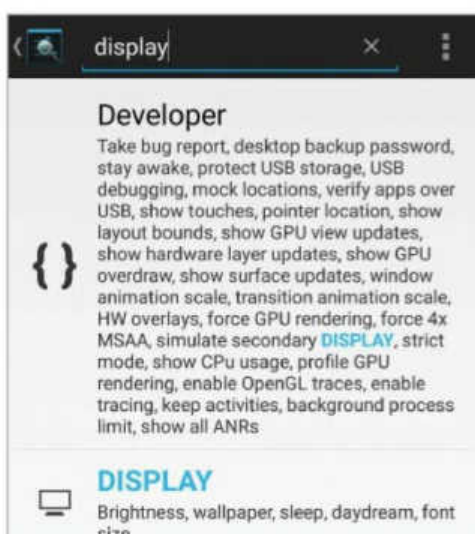 display
Developer
Take bug report, desktop backup password,
stay awake, protect USB storage, USB
debugging, mock locations, verify apps over
USB, show touches, pointer location, show
layout bounds, show GPU view updates,
show hardware layer updates, show GPU
overdraw, show surface updates, window
animation scale, transition animation scale,
HW overlays, force GPU rendering, force 4x
MSAA, simulate secondary DISPLAY, strict
mode, show CPu usage, profile GPU
rendering, enable OpenGL traces, enable
tracing, keep activities, background process
limit, show all ANRs
DISPLAY
Brightness, wallpaper, sleep, daydream, font
size